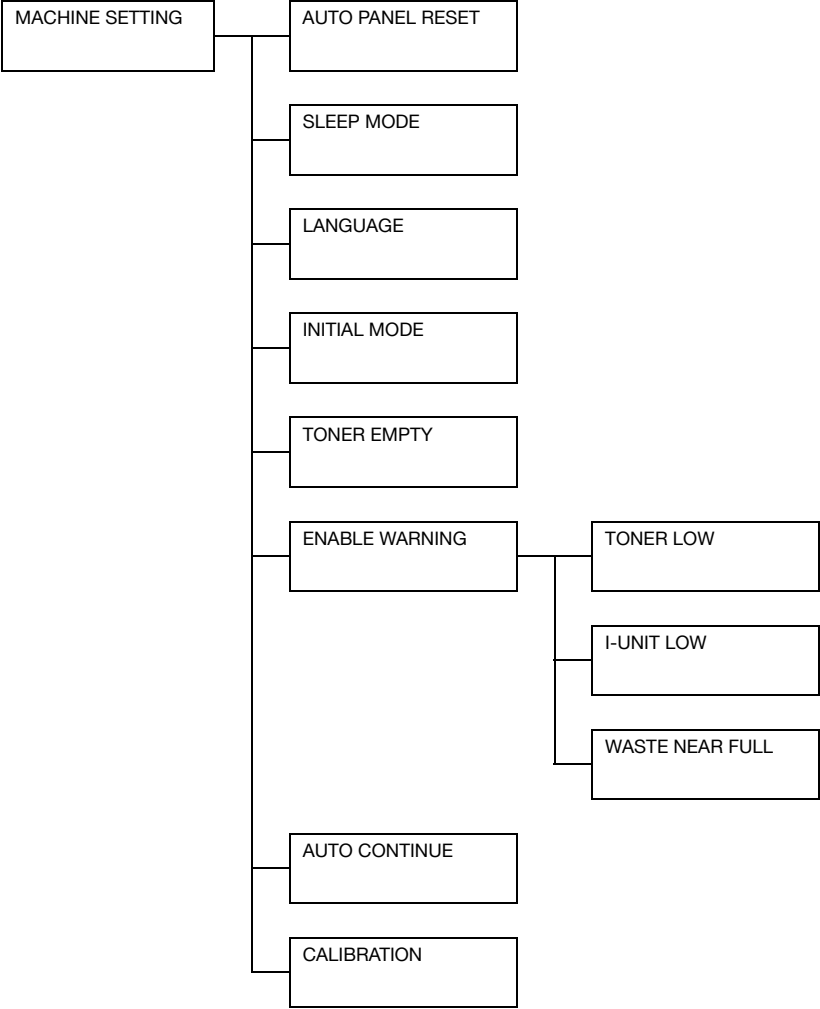 MACHINE SETTING
AUTO PANEL RESET
SLEEP MODE
LANGUAGE
INITIAL MODE
TONER EMPTY
ENABLE WARNING
TONER LOW
I-UNIT LOW
WASTE NEAR FULL
AUTO CONTINUE
CALIBRATION